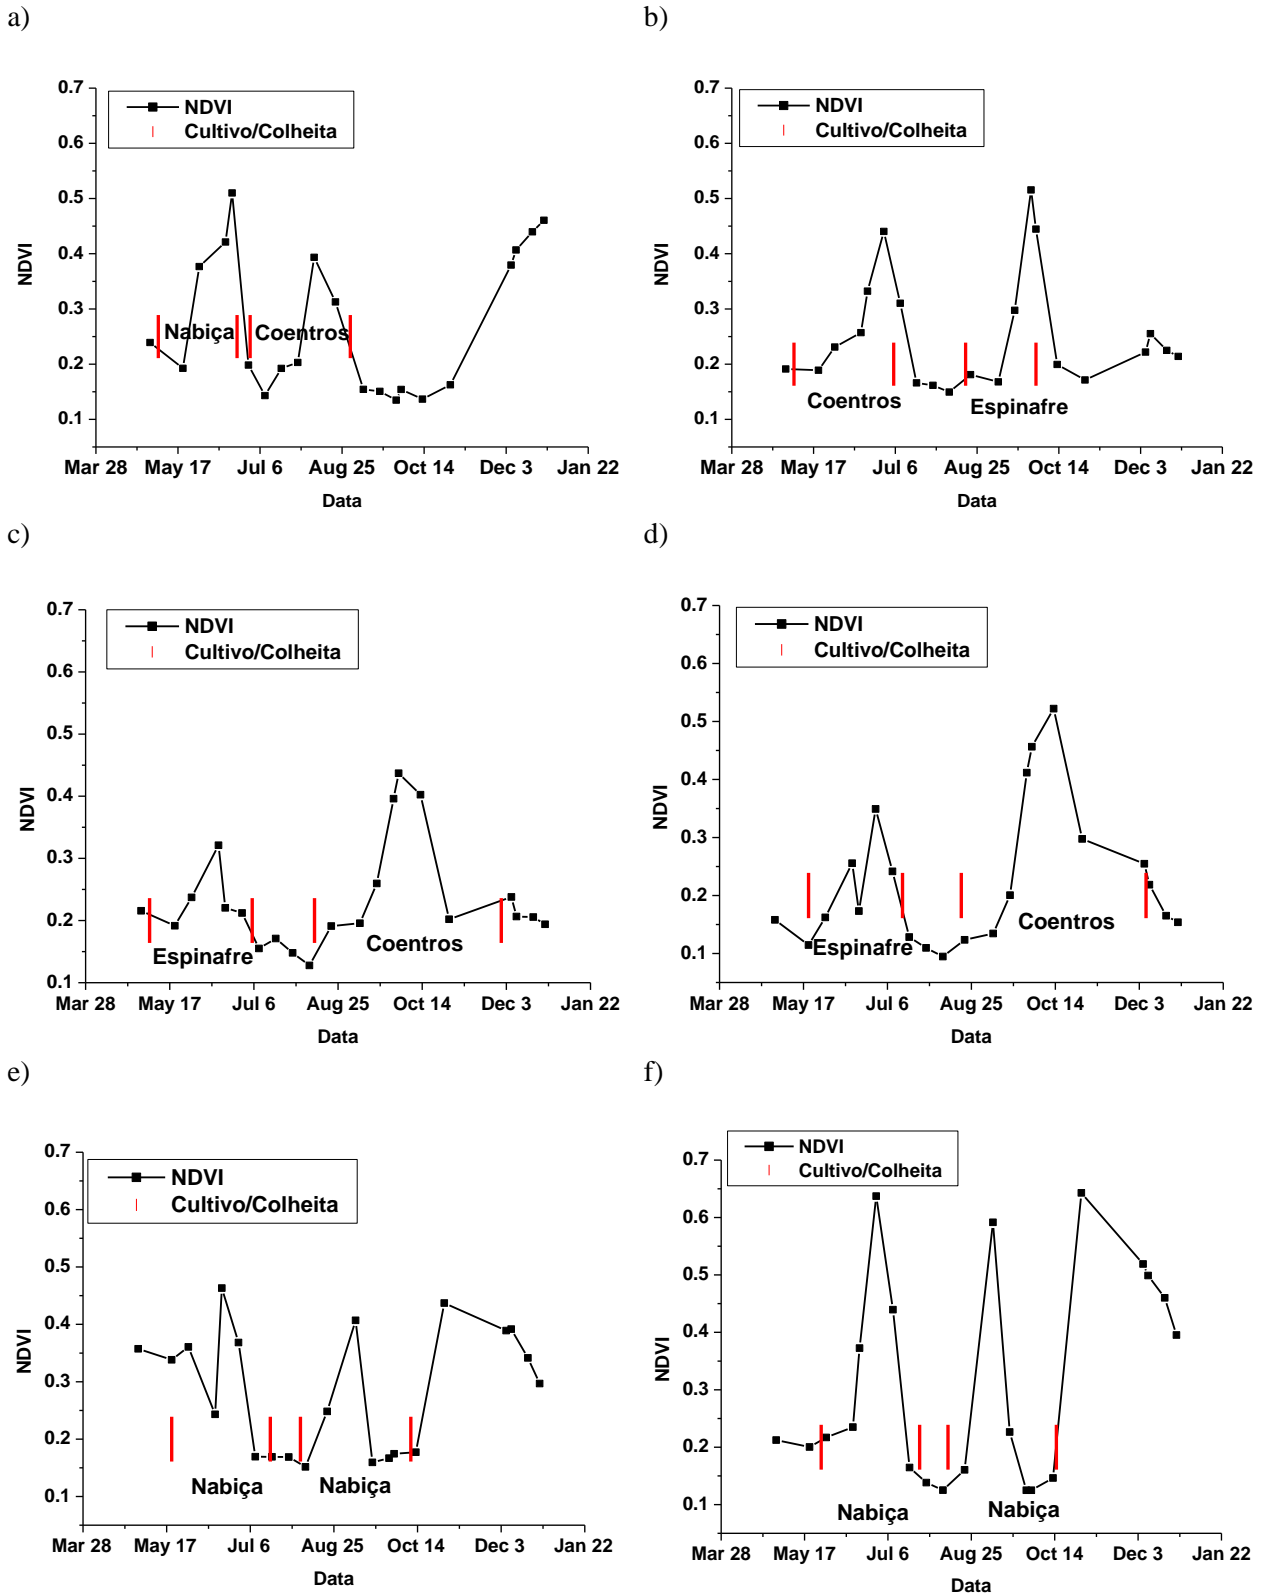 a)
b)
0.7
0.6
0.5
0.4
0.3
0.2
0.1
NDVI
NDVI
Cultivo/Colheita
Nabiça
Coentros
Mar 28 May 17 Jul 6 Aug 25 Oct 14 Dec 3 Jan 22
Data
0.7
0.6
0.5
0.4
0.3
0.2
0.1
NDVI
NDVI
Cultivo/Colheita
Coentros
Espinafre
Mar 28 May 17 Jul 6 Aug 25 Oct 14 Dec 3 Jan 22
Data
c)
d)
0.7
0.6
0.5
0.4
0.3
0.2
0.1
NDVI
NDVI
Cultivo/Colheita
Espinafre
Coentros
Mar 28 May 17 Jul 6 Aug 25 Oct 14 Dec 3 Jan 22
Data
0.7
0.6
0.5
0.4
0.3
0.2
0.1
NDVI
NDVI
Cultivo/Colheita
Espinafre
Coentros
Mar 28 May 17 Jul 6 Aug 25 Oct 14 Dec 3 Jan 22
Data
e)
f)
0.7
0.6
0.5
0.4
0.3
0.2
0.1
NDVI
NDVI
Cultivo/Colheita
Nabiça
Nabiça
Mar 28 May 17 Jul 6 Aug 25 Oct 14 Dec 3 Jan 22
Data
0.7
0.6
0.5
0.4
0.3
0.2
0.1
NDVI
NDVI
Cultivo/Colheita
Nabiça
Nabiça
Mar 28 May 17 Jul 6 Aug 25 Oct 14 Dec 3 Jan 22
Data